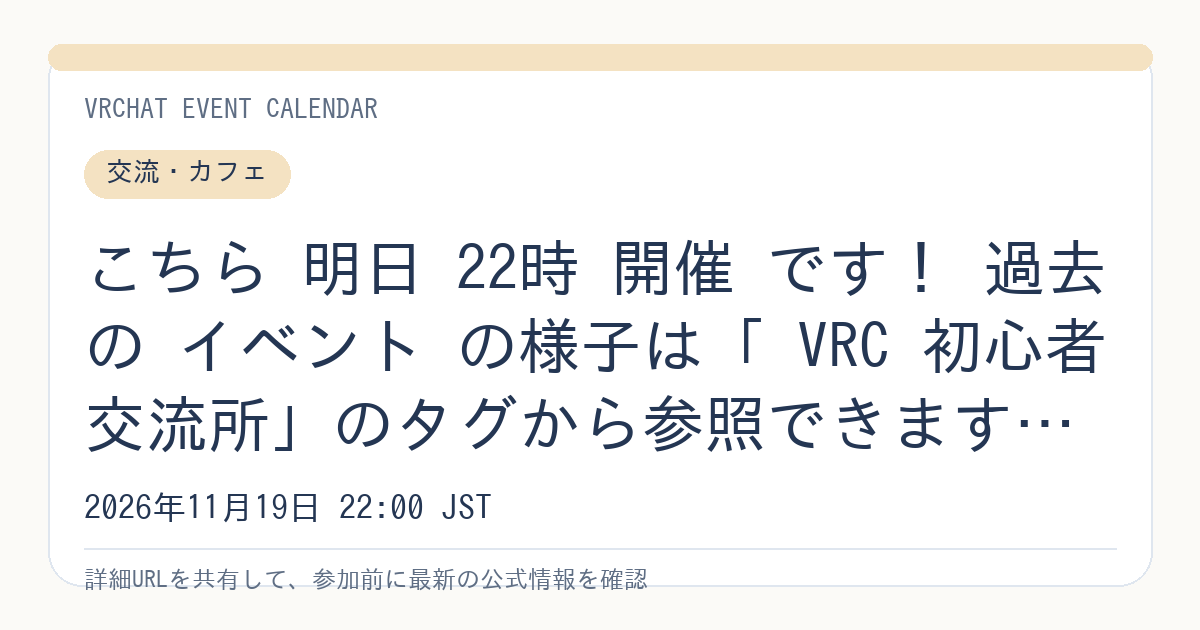 VRCHAT EVENT CALENDAR
交流・カフェ
こちら 明日 22時 開催 です! 過去
の イベント の様子は「 VRC 初心者
交流所」のタグから参照できます…
2026年11月19日 22:00 JST
詳細URLを共有して、参加前に最新の公式情報を確認